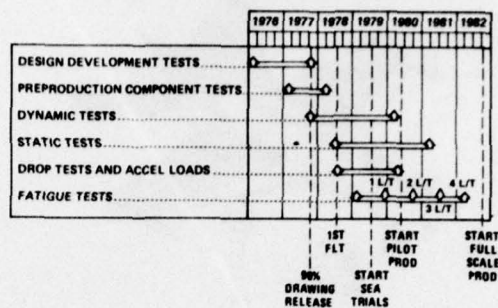 1976 1977 1978 1979 1980 1981 1982
DESIGN DEVELOPMENT TESTS
PREPRODUCTION COMPONENT TESTS
DYNAMIC TESTS
STATIC TESTS
DROP TESTS AND ACCEL LOADS
1 L/T 2 L/T 4 L/T
FATIGUE TESTS
3 L/T
1ST FLT
START PILOT PROD
START FULL SCALE PROD
90% DRAWING RELEASE
START SEA TRIALS